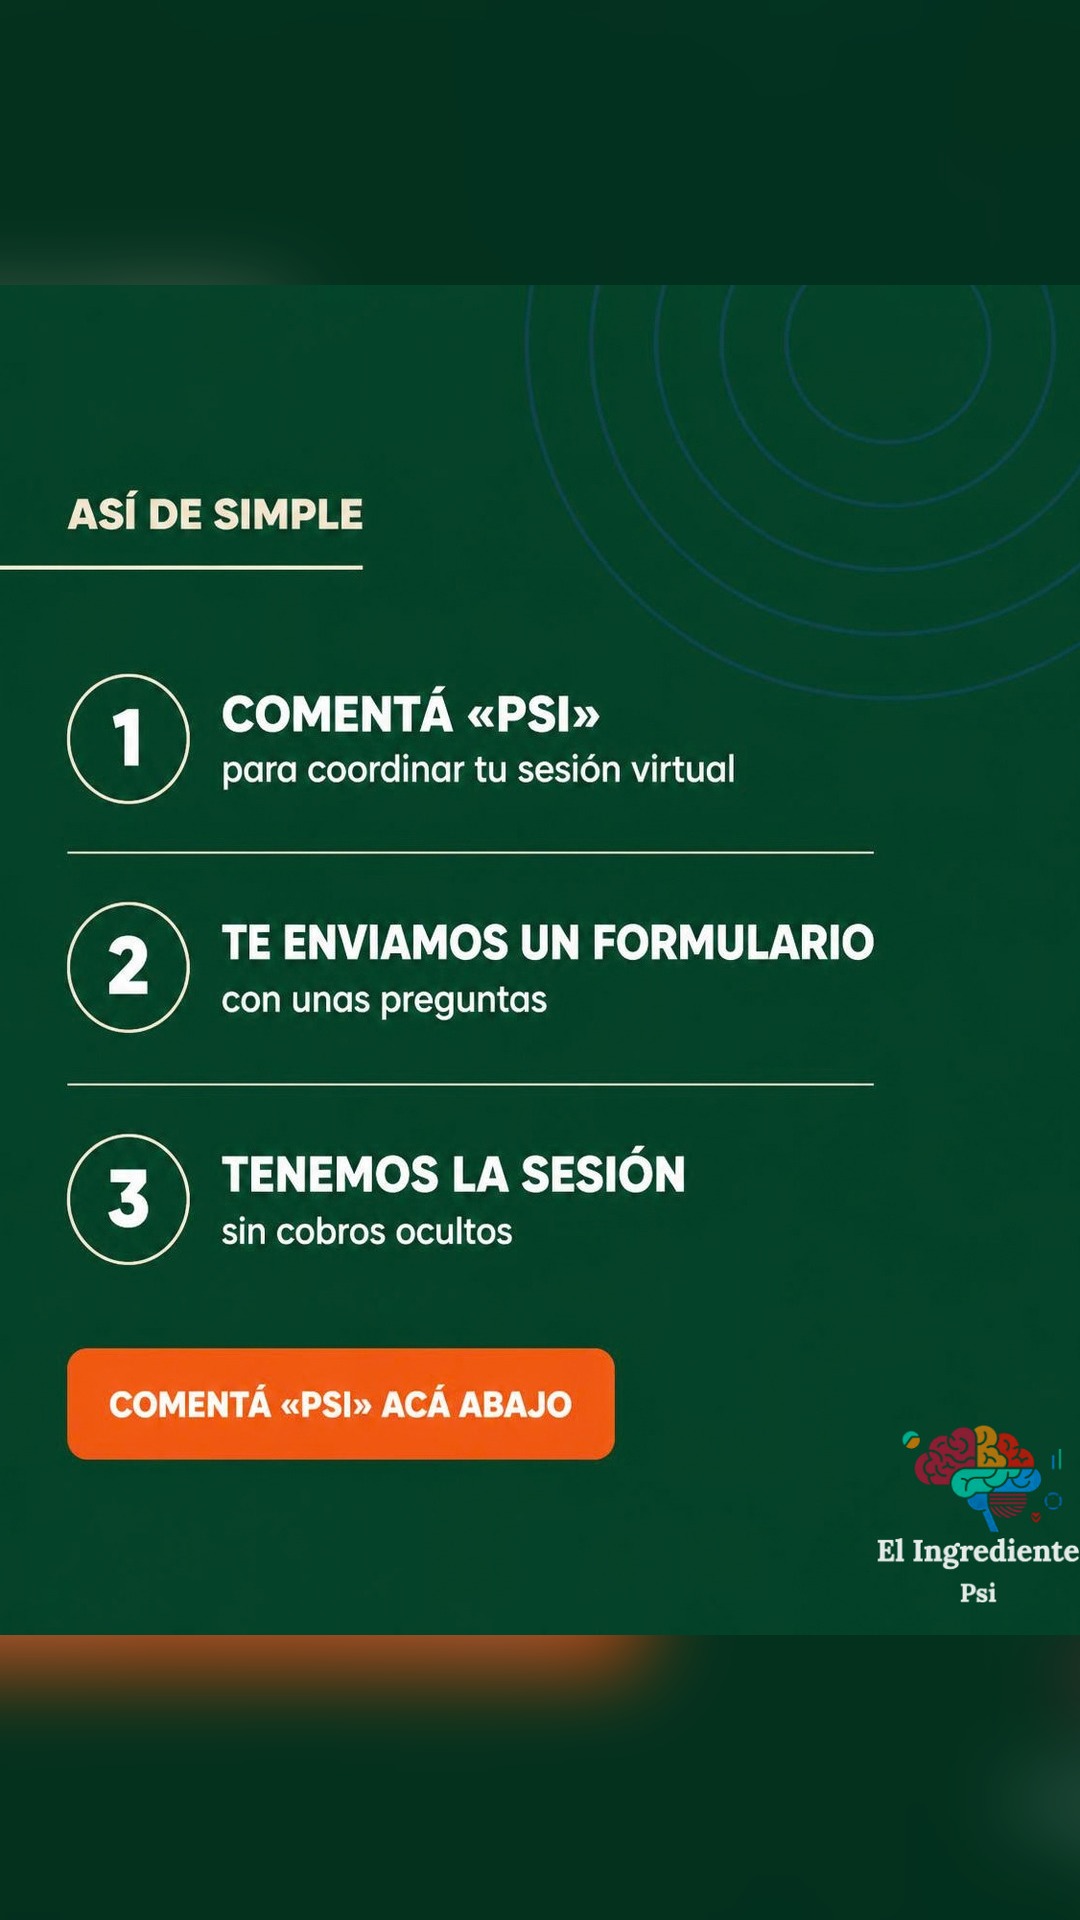 ASÍ DE SIMPLE
1
COMENTÁ «PSI»
para coordinar tu sesión virtual
2
TE ENVIAMOS UN FORMULARIO
con unas preguntas
3
TENEMOS LA SESIÓN
sin cobros ocultos
COMENTÁ «PSI» ACÁ ABAJO
El Ingrediente
Psi